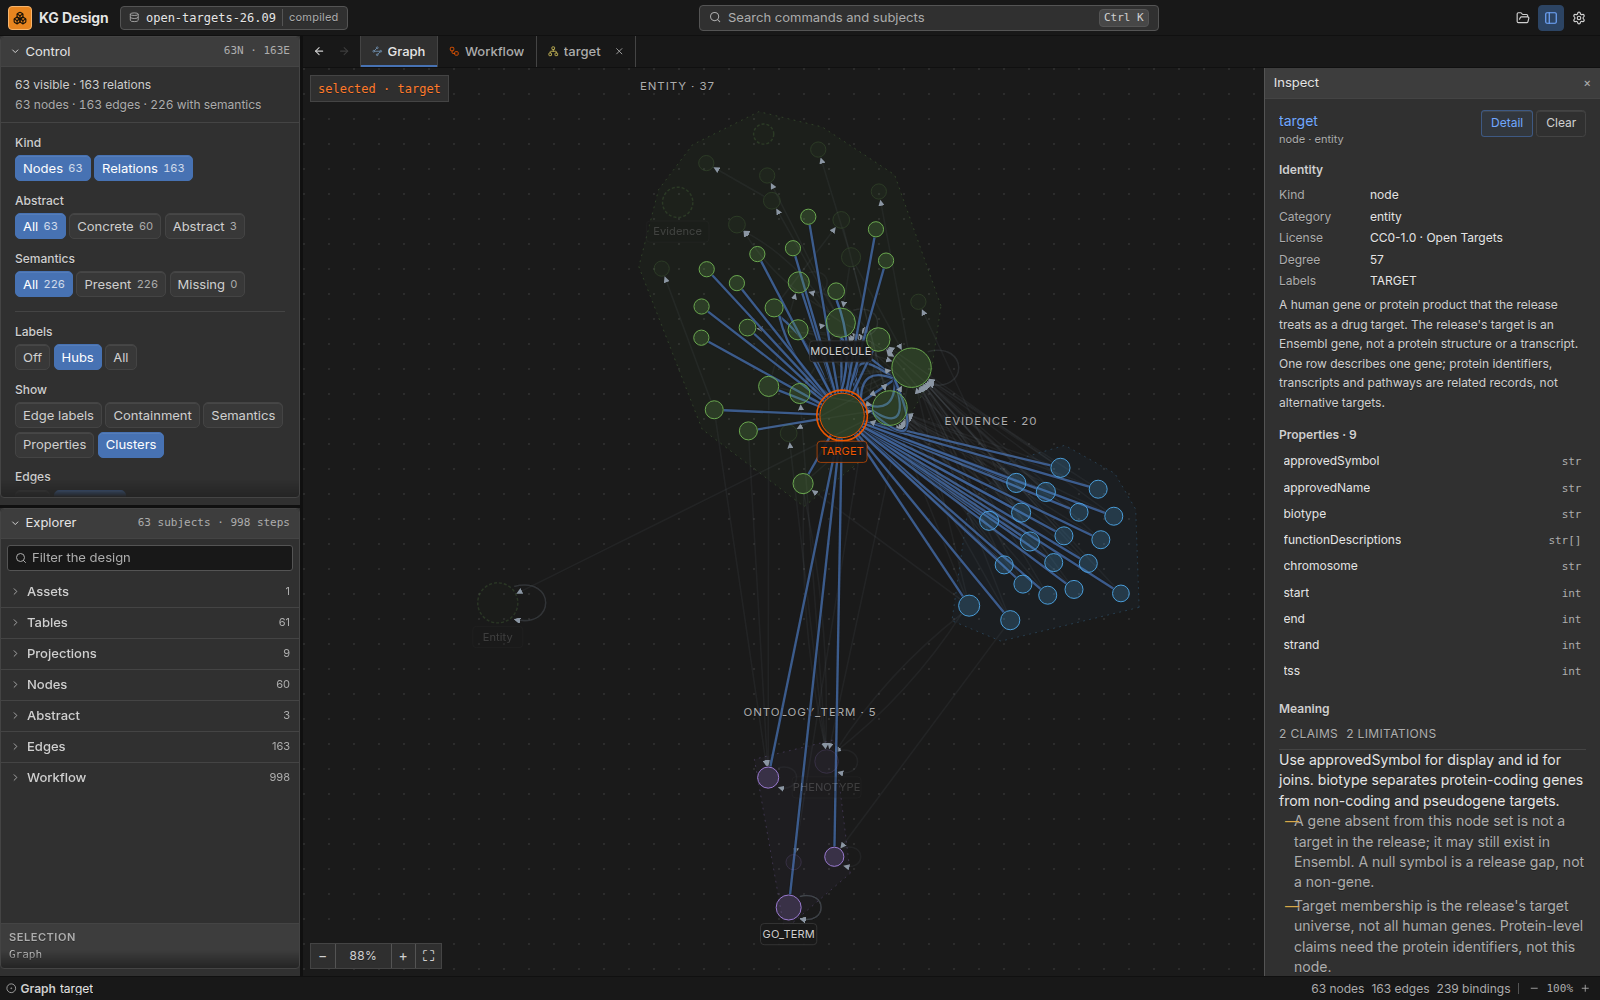 KG Design
open-targets-26.09 compiled
Search commands and subjects
Ctrl K
Control
63N · 163E
63 visible · 163 relations
63 nodes · 163 edges · 226 with semantics
Kind
Nodes 63
Relations 163
Abstract
All 63
Concrete 60
Abstract 3
Semantics
All 226
Present 226
Missing 0
Labels
Off
Hubs
All
Show
Edge labels
Containment
Semantics
Properties
Clusters
Edges
Explorer
63 subjects · 998 steps
Filter the design
Assets 1
Tables 61
Projections 9
Nodes 60
Abstract 3
Edges 163
Workflow 998
SELECTION
Graph
Graph
Workflow
target ×
selected · target
ENTITY · 37
Evidence
MOLECULE
TARGET
EVIDENCE · 20
Entity
ONTOLOGY_TERM · 5
PHENOTYPE
GO_TERM
− 88% +
Inspect ×
target
node · entity
Detail
Clear
Identity
Kind node
Category entity
License CC0-1.0 · Open Targets
Degree 57
Labels TARGET
A human gene or protein product that the release
treats as a drug target. The release's target is an
Ensembl gene, not a protein structure or a transcript.
One row describes one gene; protein identifiers,
transcripts and pathways are related records, not
alternative targets.
Properties · 9
approvedSymbol str
approvedName str
biotype str
functionDescriptions str[]
chromosome str
start int
end int
strand int
tss int
Meaning
2 CLAIMS 2 LIMITATIONS
Use approvedSymbol for display and id for
joins. biotype separates protein-coding genes
from non-coding and pseudogene targets.
—A gene absent from this node set is not a
target in the release; it may still exist in
Ensembl. A null symbol is a release gap, not
a non-gene.
—Target membership is the release's target
universe, not all human genes. Protein-level
claims need the protein identifiers, not this
node.
Graph target
63 nodes 163 edges 239 bindings
− 100% +